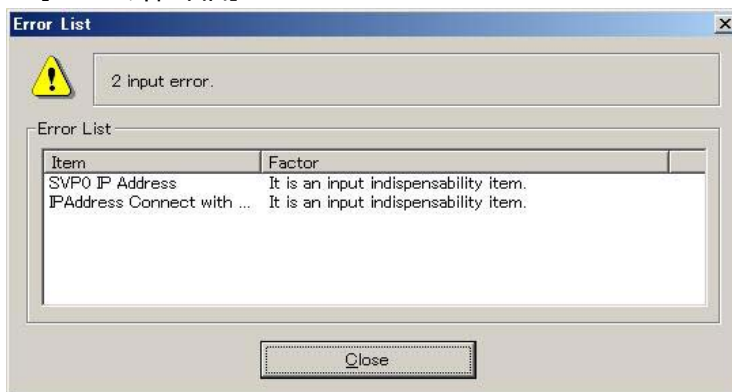 Error List
2 input error.
Error List
Item Factor
SVP0 IP Address It is an input indispensability item.
IPAddress Connect with ... It is an input indispensability item.
Close